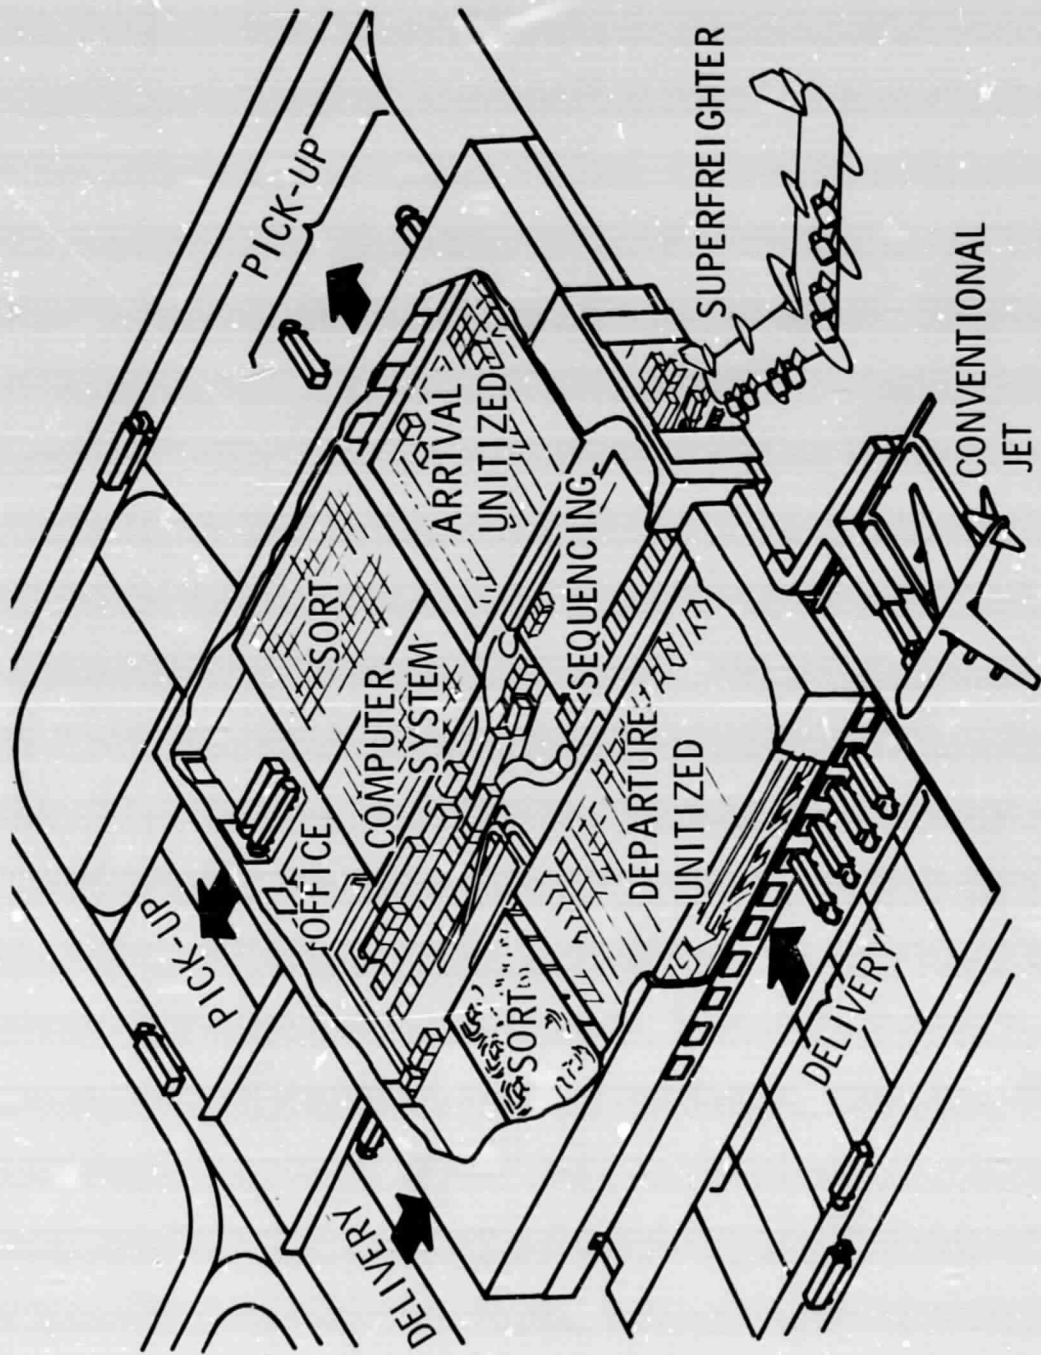 PICK-UP
PICK-UP
DELIVERY
OFFICE
SORT
COMPUTER
SYSTEM
ARRIVAL
UNITIZED
SEQUENCING
SORT
DEPARTURE
UNITIZED
DELIVERY
SUPERFREIGHTER
CONVENTIONAL
JET